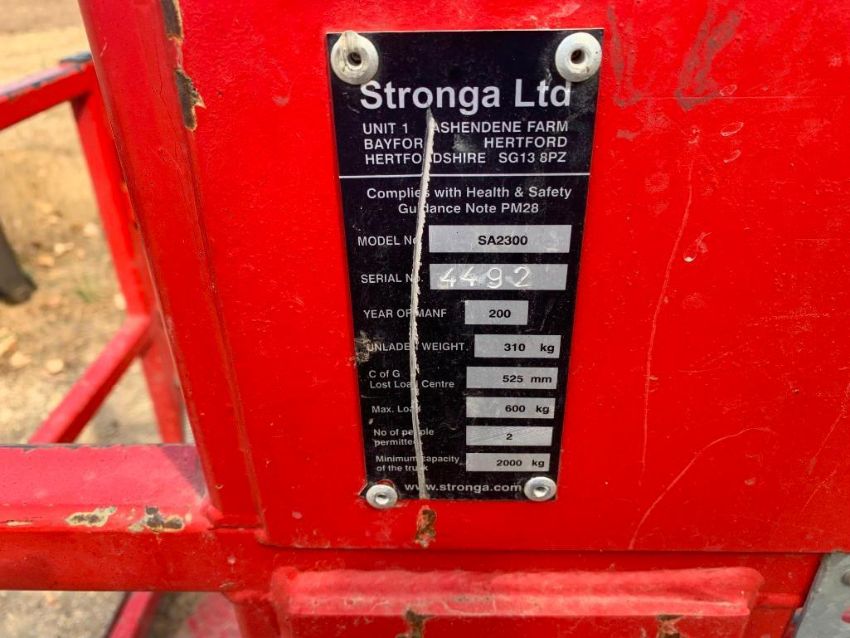 Stronga Ltd
UNIT 1 ASHENDENE FARM
BAYFOR HERTFORD
HERTFORDSHIRE SG13 8PZ
Complies with Health & Safety
Guidance Note PM28
MODEL No SA2300
SERIAL No. 4492
YEAR OF MANF 200
UNLADEN WEIGHT. 310 kg
C of G
Lost Load Centre 525 mm
Max. Load 600 kg
No of people
permitted 2
Minimum capacity
of the truck 2000 kg
www.stronga.com